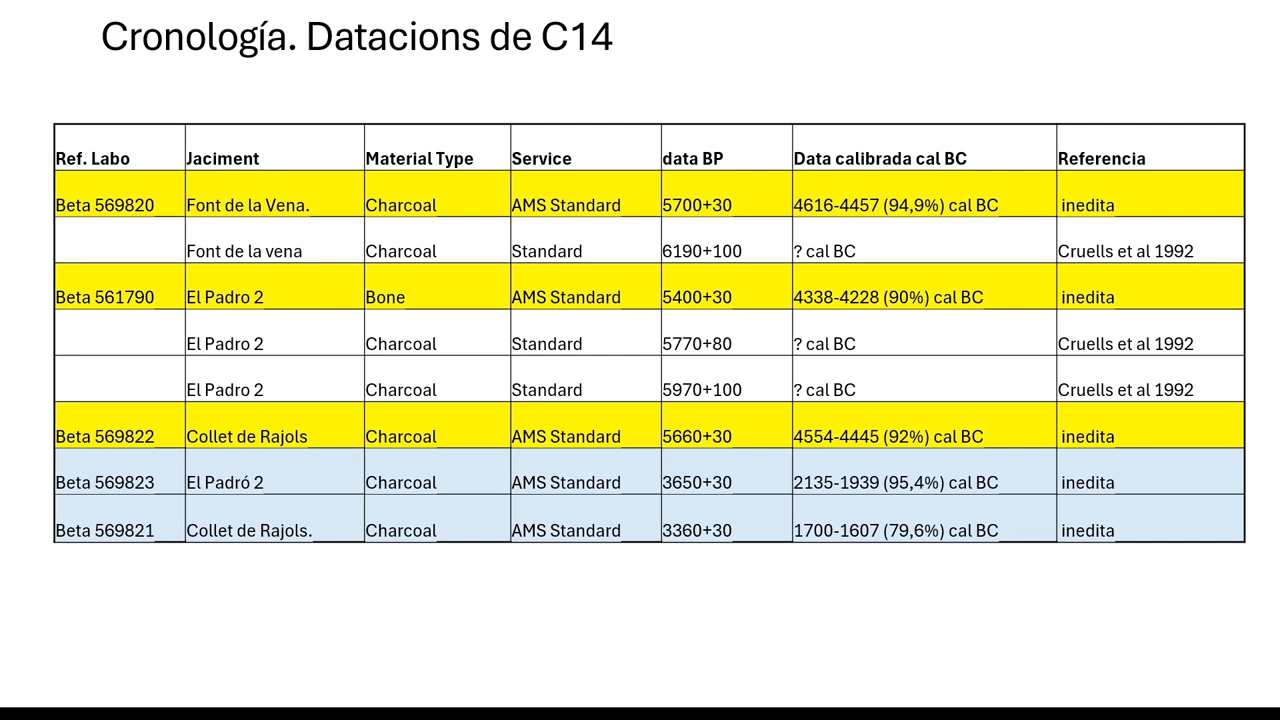 Cronología. Datacions de C14
Ref. Labo Jaciment Material Type Service data BP Data calibrada cal BC Referencia
Beta 569820 Font de la Vena. Charcoal AMS Standard 5700+30 4616-4457 (94,9%) cal BC inedita
Font de la vena Charcoal Standard 6190+100 ? cal BC Cruells et al 1992
Beta 561790 El Padro 2 Bone AMS Standard 5400+30 4338-4228 (90%) cal BC inedita
El Padro 2 Charcoal Standard 5770+80 ? cal BC Cruells et al 1992
El Padro 2 Charcoal Standard 5970+100 ? cal BC Cruells et al 1992
Beta 569822 Collet de Rajols Charcoal AMS Standard 5660+30 4554-4445 (92%) cal BC inedita
Beta 569823 El Padró 2 Charcoal AMS Standard 3650+30 2135-1939 (95,4%) cal BC inedita
Beta 569821 Collet de Rajols. Charcoal AMS Standard 3360+30 1700-1607 (79,6%) cal BC inedita